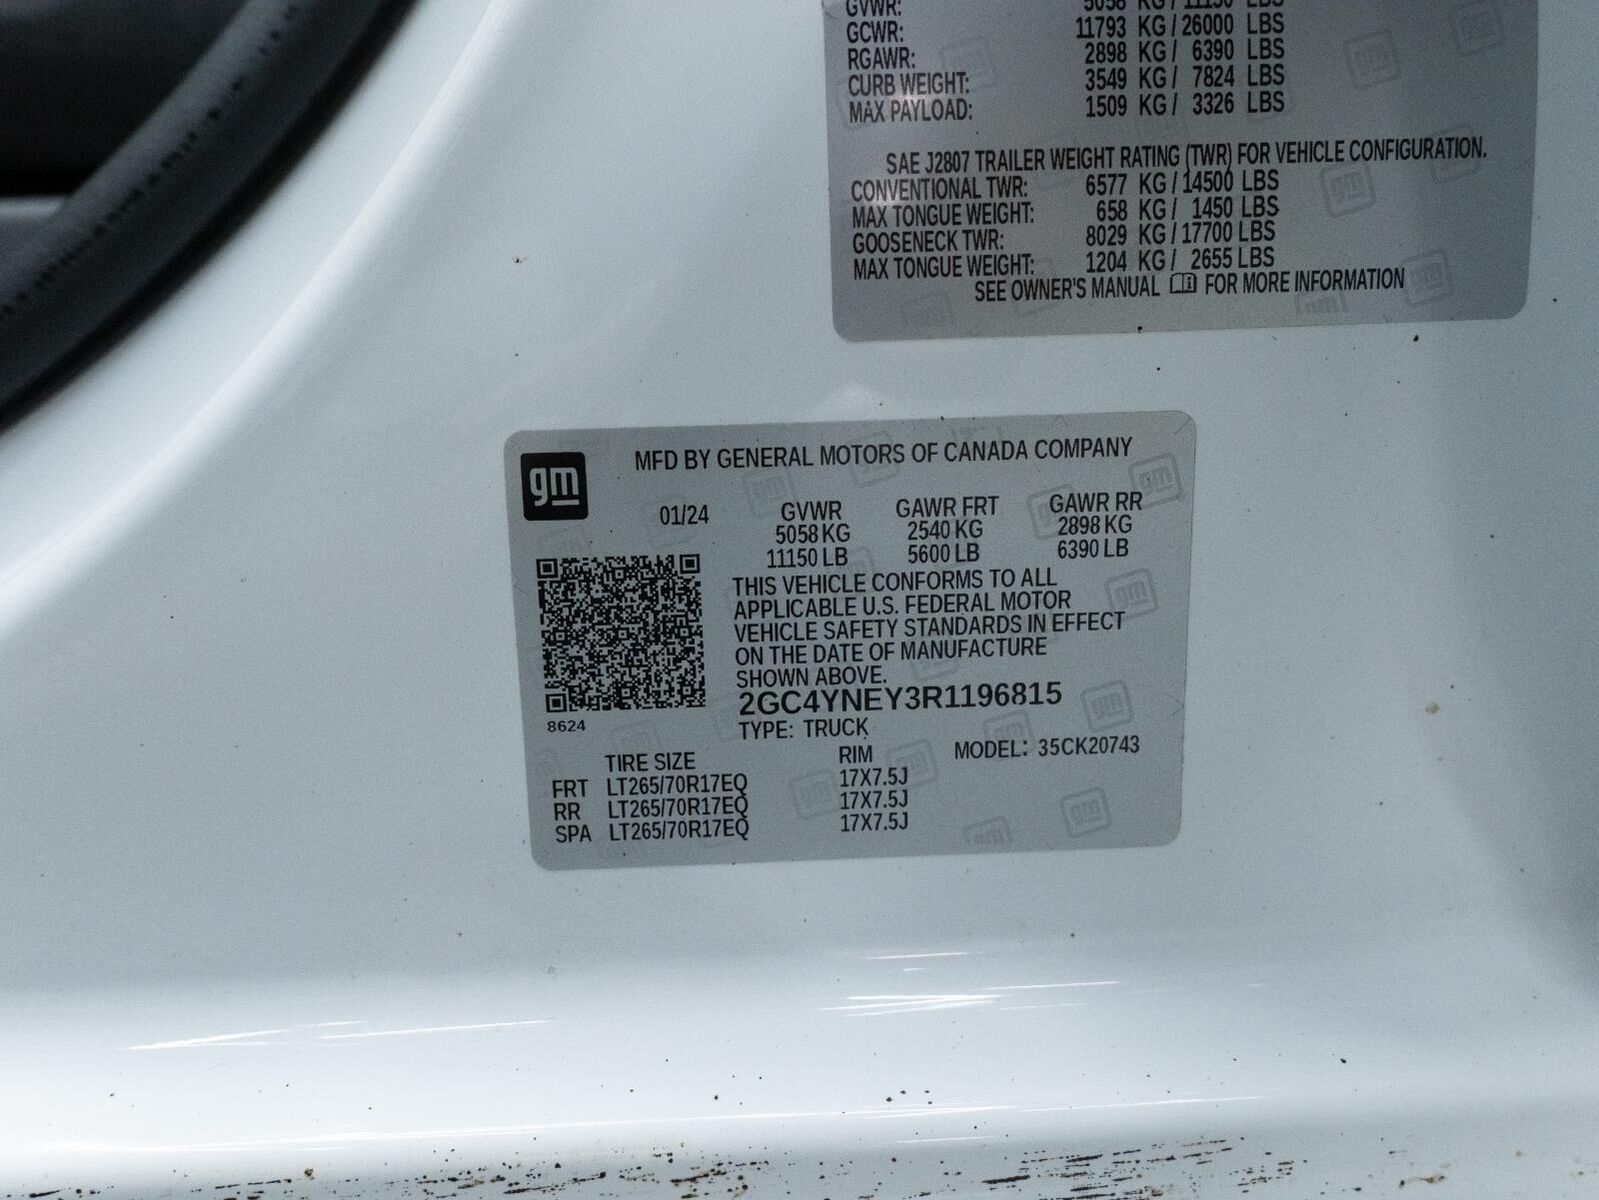 GVWR: 5058 KG / 11150 LBS
GCWR: 11793 KG / 26000 LBS
RGAWR: 2898 KG / 6390 LBS
CURB WEIGHT: 3549 KG / 7824 LBS
MAX PAYLOAD: 1509 KG / 3326 LBS
SAE J2807 TRAILER WEIGHT RATING (TWR) FOR VEHICLE CONFIGURATION.
CONVENTIONAL TWR: 6577 KG / 14500 LBS
MAX TONGUE WEIGHT: 658 KG / 1450 LBS
GOOSENECK TWR: 8029 KG / 17700 LBS
MAX TONGUE WEIGHT: 1204 KG / 2655 LBS
SEE OWNER'S MANUAL FOR MORE INFORMATION
gm
MFD BY GENERAL MOTORS OF CANADA COMPANY
01/24 GVWR GAWR FRT GAWR RR
5058 KG 2540 KG 2898 KG
11150 LB 5600 LB 6390 LB
THIS VEHICLE CONFORMS TO ALL
APPLICABLE U.S. FEDERAL MOTOR
VEHICLE SAFETY STANDARDS IN EFFECT
ON THE DATE OF MANUFACTURE
SHOWN ABOVE.
2GC4YNEY3R1196815
8624
TYPE: TRUCK
TIRE SIZE RIM MODEL: 35CK20743
FRT LT265/70R17EQ 17X7.5J
RR LT265/70R17EQ 17X7.5J
SPA LT265/70R17EQ 17X7.5J